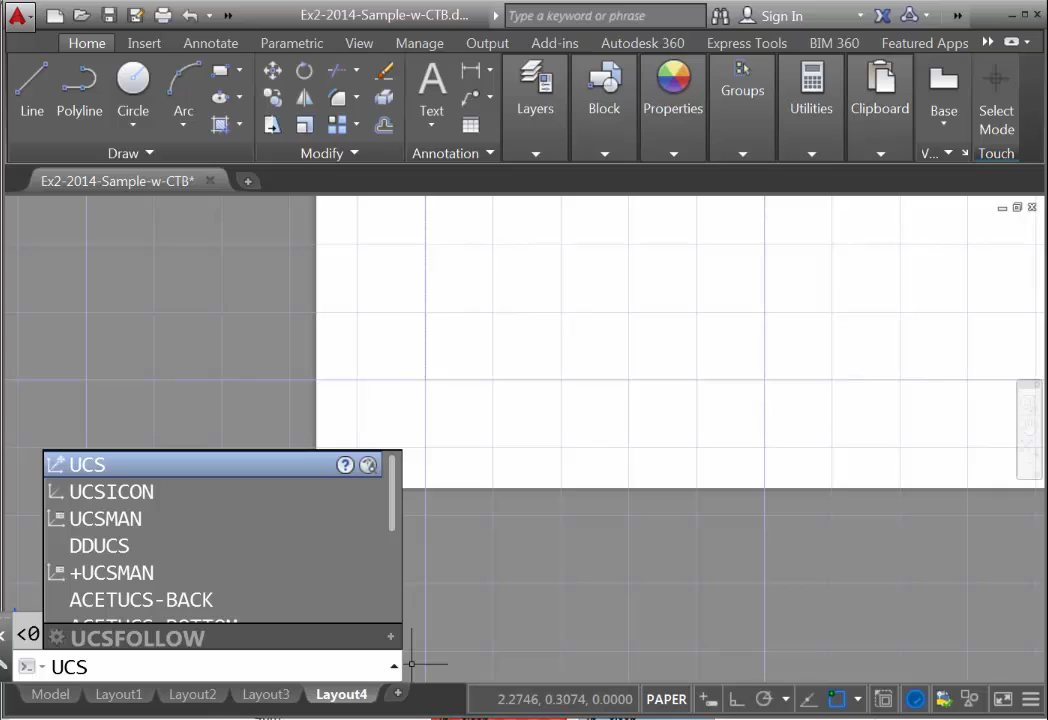 Ex2-2014-Sample-w-CTB.d... Type a keyword or phrase Sign In
Home Insert Annotate Parametric View Manage Output Add-ins Autodesk 360 Express Tools BIM 360 Featured Apps
Line Polyline Circle Arc Text Layers Block Properties Groups Utilities Clipboard Base Select Mode
Draw Modify Annotation V... Touch
Ex2-2014-Sample-w-CTB*
UCS
UCSICON
UCSMAN
DDUCS
+UCSMAN
ACETUCS-BACK
ACETUCS-BOTTOM
<0 UCSFOLLOW
UCS
Model Layout1 Layout2 Layout3 Layout4 2.2746, 0.3074, 0.0000 PAPER